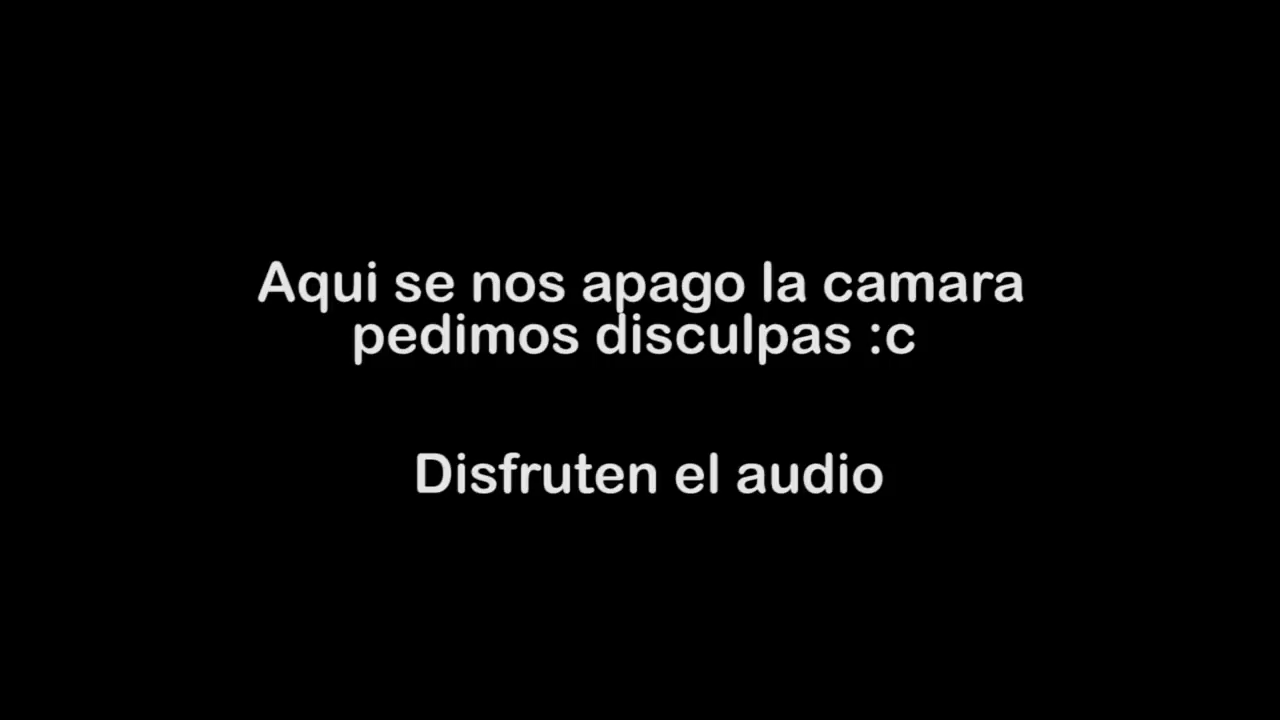 Aqui se nos apago la camara
pedimos disculpas :c
Disfruten el audio